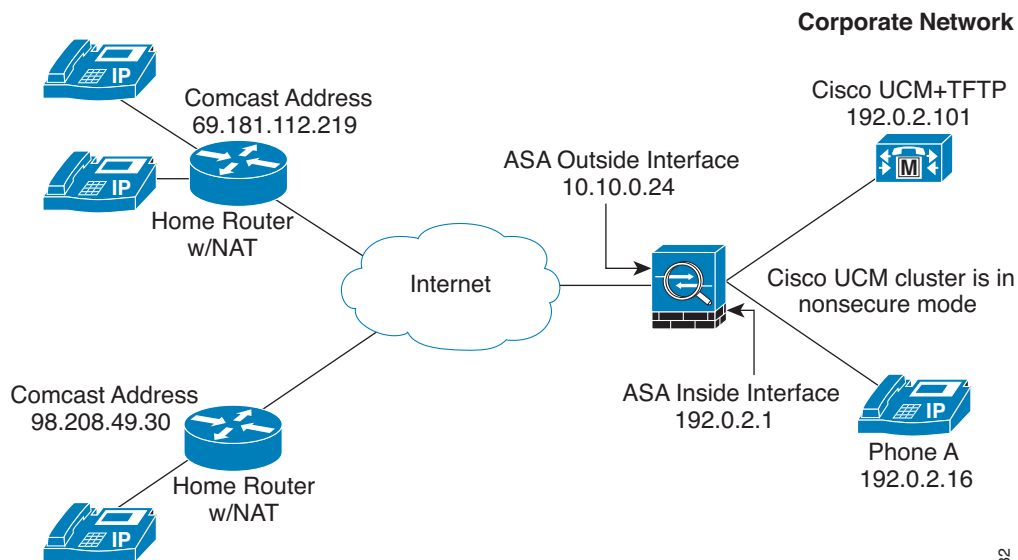 Corporate Network
IP
Comcast Address
69.181.112.219
IP
Home Router
w/NAT
Cisco UCM+TFTP
192.0.2.101
M
ASA Outside Interface
10.10.0.24
Internet
Cisco UCM cluster is in
nonsecure mode
ASA Inside Interface
192.0.2.1
IP
Phone A
192.0.2.16
Comcast Address
98.208.49.30
Home Router
w/NAT
IP